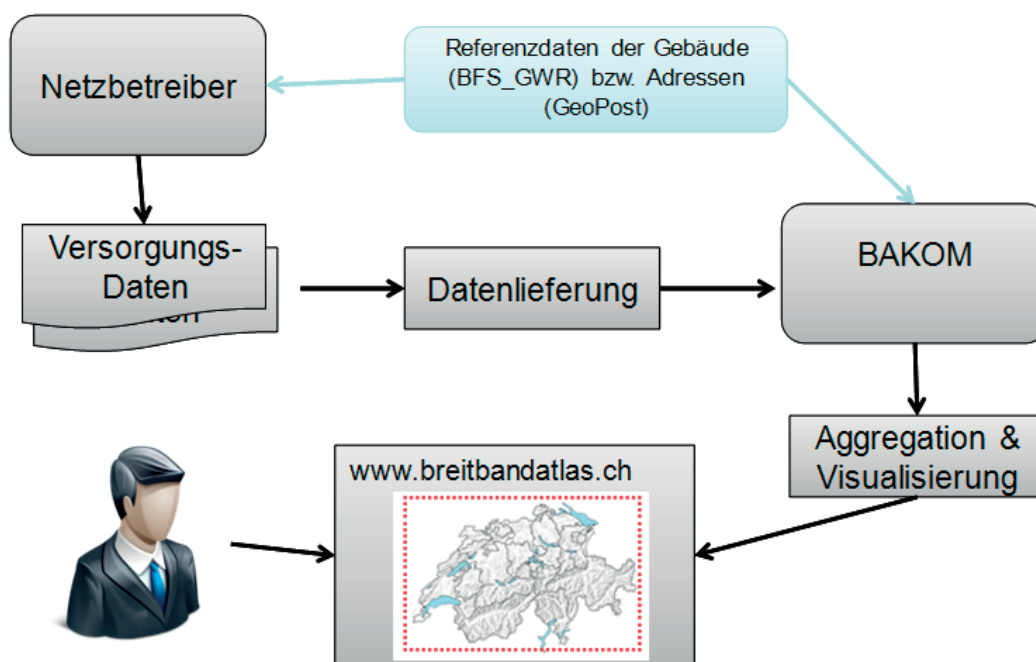 Referenzdaten der Gebäude
(BFS_GWR) bzw. Adressen
(GeoPost)
Netzbetreiber
Versorgungs-
Daten
Datenlieferung
BAKOM
Aggregation &
Visualisierung
www.breitbandatlas.ch